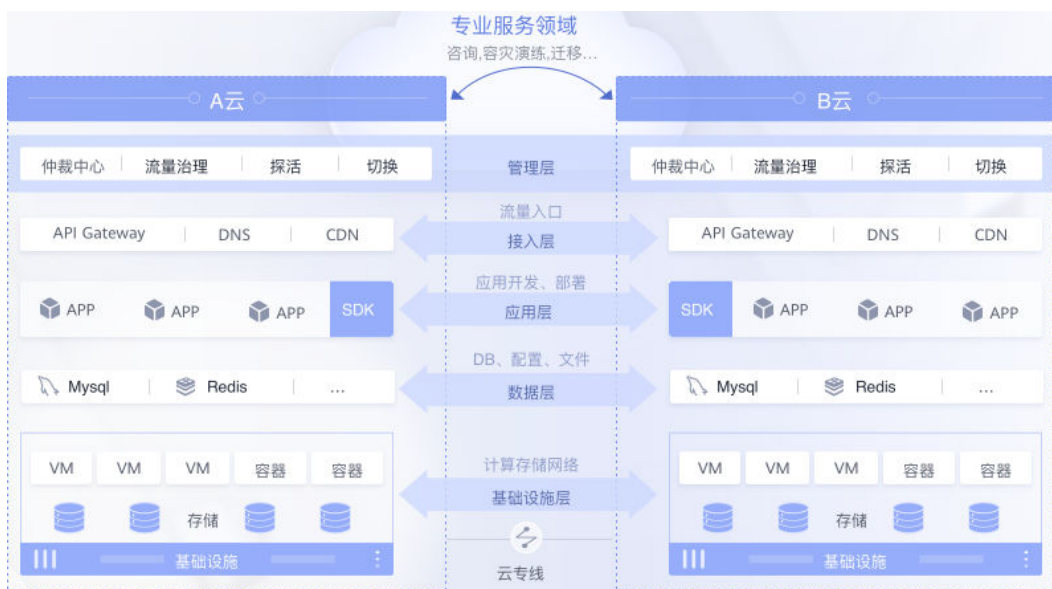 专业服务领域
咨询,容灾演练,迁移...
A云
B云
仲裁中心 流量治理 探活 切换
管理层
仲裁中心 流量治理 探活 切换
流量入口
API Gateway DNS CDN
接入层
API Gateway DNS CDN
应用开发、部署
APP APP APP SDK
应用层
SDK APP APP APP
DB、配置、文件
Mysql Redis ...
数据层
Mysql Redis ...
计算存储网络
VM VM VM 容器 容器
基础设施层
VM VM VM 容器 容器
存储
存储
基础设施
云专线
基础设施